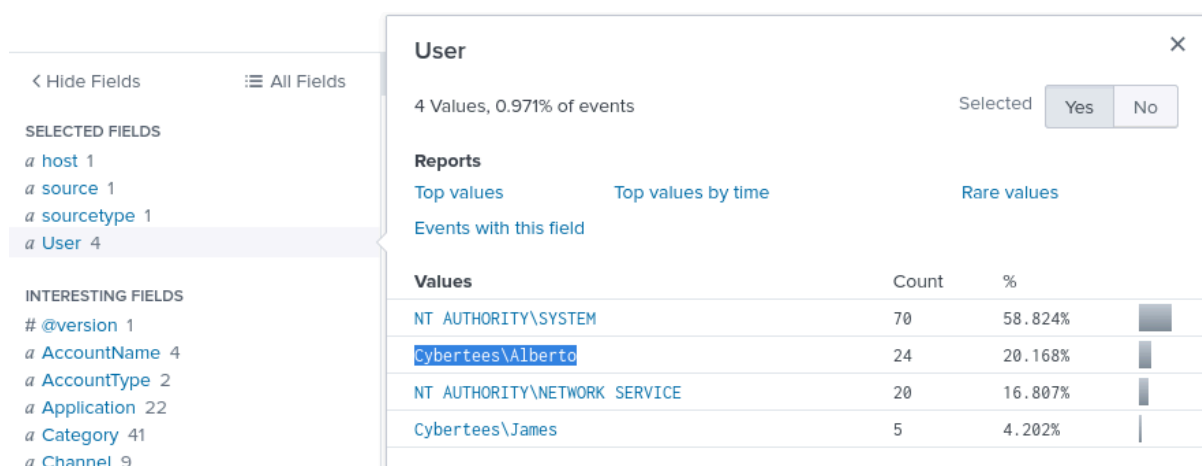 Hide Fields
All Fields
SELECTED FIELDS
a host 1
a source 1
a sourcetype 1
a User 4
INTERESTING FIELDS
# @version 1
a AccountName 4
a AccountType 2
a Application 22
a Category 41
a Channel 9
User
4 Values, 0.971% of events
Selected Yes No
Reports
Top values Top values by time Rare values
Events with this field
Values Count %
NT AUTHORITY\SYSTEM 70 58.824%
Cybertees\Alberto 24 20.168%
NT AUTHORITY\NETWORK SERVICE 20 16.807%
Cybertees\James 5 4.202%